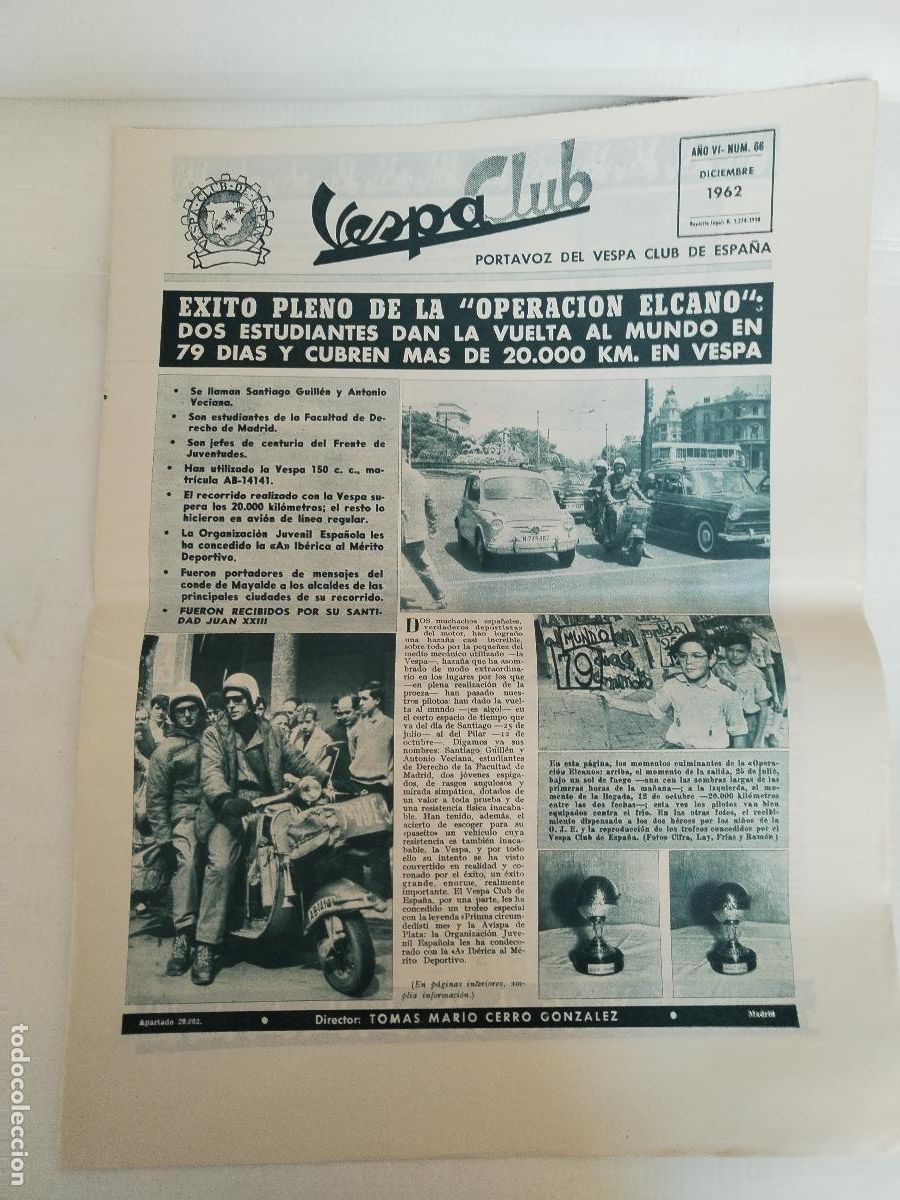 VESPA CLUB DE ESPAÑA
Vespa Club
AÑO VI - NUM. 66
DICIEMBRE
1962
PORTAVOZ DEL VESPA CLUB DE ESPAÑA
EXITO PLENO DE LA "OPERACION ELCANO":
DOS ESTUDIANTES DAN LA VUELTA AL MUNDO EN
79 DIAS Y CUBREN MAS DE 20.000 KM. EN VESPA
• Se llaman Santiago Guillén y Antonio
Veciana.
• Son estudiantes de la Facultad de De-
recho de Madrid.
• Son jefes de centuria del Frente de
Juventudes.
• Han utilizado la Vespa 150 c. c., ma-
trícula AB-14141.
• El recorrido realizado con la Vespa su-
pera los 20.000 kilómetros; el resto lo
hicieron en avión de línea regular.
• La Organización Juvenil Española les
ha concedido la «A» Ibérica al Mérito
Deportivo.
• Fueron portadores de mensajes del
conde de Mayalde a los alcaldes de las
principales ciudades de su recorrido.
• FUERON RECIBIDOS POR SU SANTI-
DAD JUAN XXIII
DOS muchachos españoles,
verdaderos deportistas
del motor, han logrado
una hazaña casi increíble,
sobre todo por la pequeñez del
medio mecánico utilizado —la
Vespa—, hazaña que ha asom-
brado de modo extraordina-
rio en los lugares por los que
—en plena realización de la
proeza— han pasado nues-
tros pilotos: han dado la vuel-
ta al mundo —¡es algo!— en
el corto espacio de tiempo que
va del día de Santiago —25 de
julio— al del Pilar —12 de
octubre—. Digamos ya sus
nombres: Santiago Guillén y
Antonio Veciana, estudiantes
de Derecho de la Facultad de
Madrid, dos jóvenes espiga-
dos, de rasgos angulosos y
mirada simpática, dotados de
un valor a toda prueba y de
una resistencia física inacaba-
ble. Han tenido, además, el
acierto de escoger para su
«paseíto» un vehículo cuya
resistencia es también inaca-
bable, la Vespa, y por todo
ello su intento se ha visto
convertido en realidad y co-
ronado por el éxito, un éxito
grande, enorme, realmente
importante. El Vespa Club de
España, por una parte, les ha
concedido un trofeo especial
con la leyenda «Primus circum-
dedisti me» y la Avispa de
Plata; la Organización Juve-
nil Española les ha condeco-
rado con la «A» Ibérica al Mé-
rito Deportivo.
(En páginas interiores, am-
plia información.)
MUNDO en
79 dias
En esta página, los momentos culminantes de la «Opera-
ción Elcano»: arriba, el momento de la salida, 25 de julio,
bajo un sol de fuego —aun con las sombras largas de las
primeras horas de la mañana—; a la izquierda, el mo-
mento de la llegada, 12 de octubre —20.000 kilómetros
entre las dos fechas—; esta vez los pilotos van bien
equipados contra el frío. En las otras fotos, el recibi-
miento dispensado a los dos héroes por los niños de la
O. J. E. y la reproducción de los trofeos concedidos por el
Vespa Club de España. (Fotos Cifra, Lay, Frías y Ramón.)
Apartado 20.002. • Director: TOMAS MARIO CERRO GONZALEZ • Madrid
todocoleccion